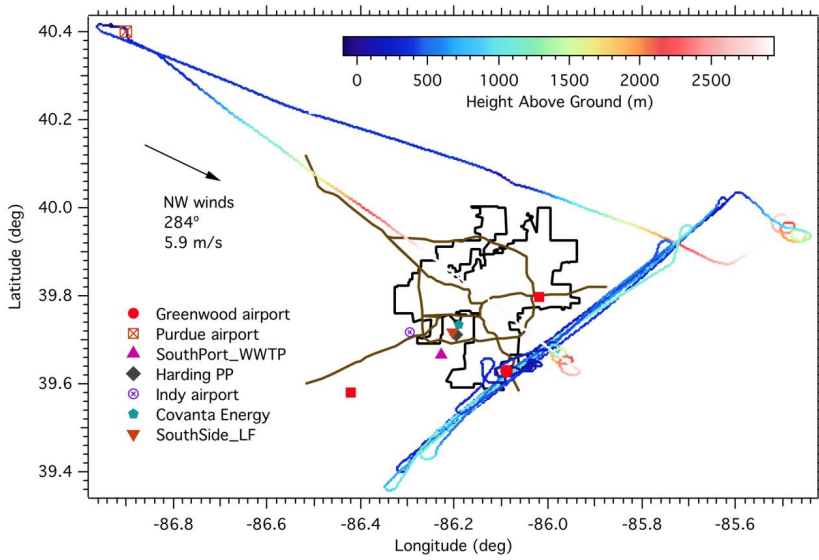 40.4
40.2
40.0
39.8
39.6
39.4
Latitude (deg)
0 500 1000 1500 2000 2500
Height Above Ground (m)
NW winds
284º
5.9 m/s
Greenwood airport
Purdue airport
SouthPort_WWTP
Harding PP
Indy airport
Covanta Energy
SouthSide_LF
-86.8 -86.6 -86.4 -86.2 -86.0 -85.8 -85.6
Longitude (deg)